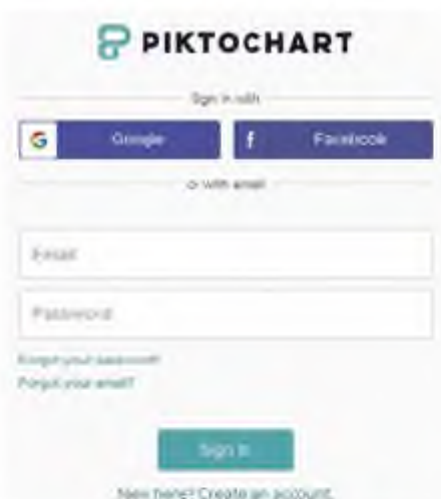 PIKTOCHART
Sign in with
Google Facebook
or with email
Email
Password
Forgot your password?
Forgot your email?
Sign in
New here? Create an account.